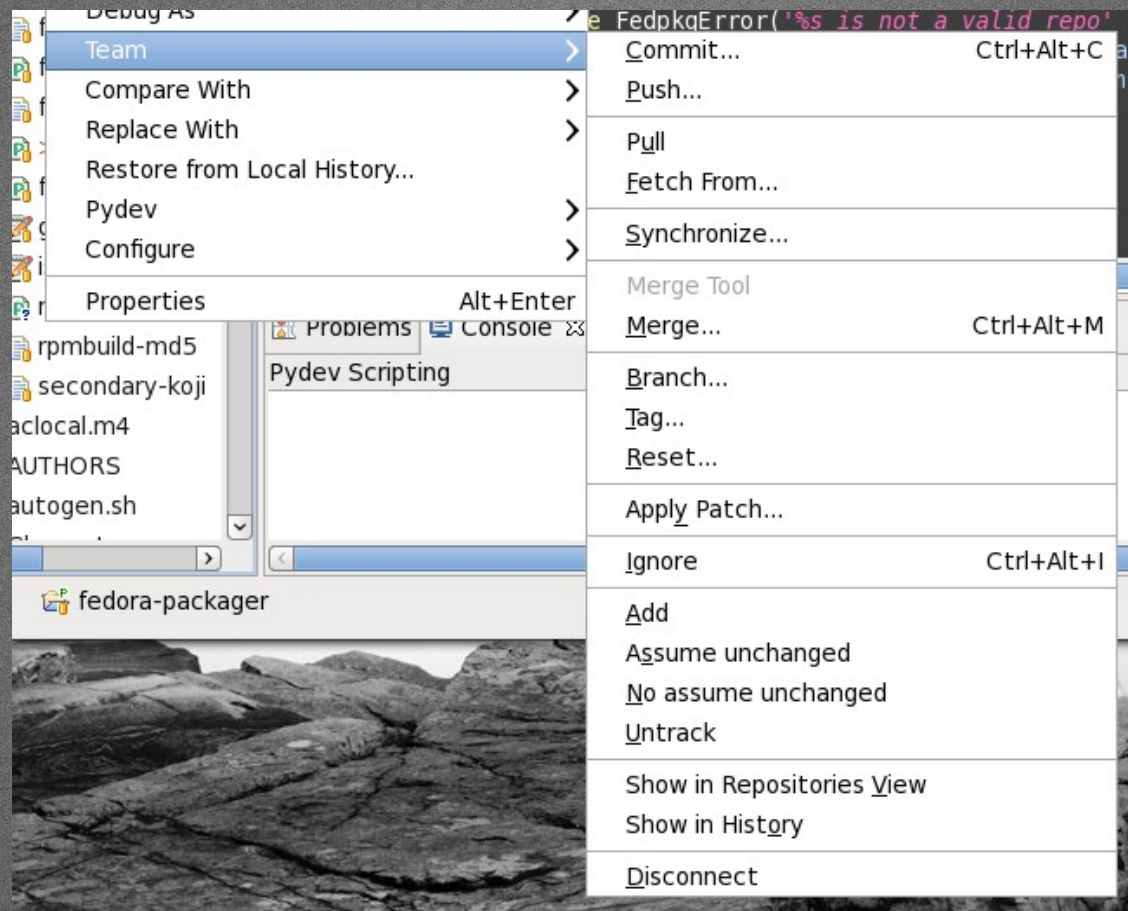 Debug As
Team
Compare With
Replace With
Restore from Local History...
Pydev
Configure
Properties Alt+Enter
e FedpkgError('%s is not a valid repo'
Commit... Ctrl+Alt+C
Push...
Pull
Fetch From...
Synchronize...
Merge Tool
Merge... Ctrl+Alt+M
Branch...
Tag...
Reset...
Apply Patch...
Ignore Ctrl+Alt+I
Add
Assume unchanged
No assume unchanged
Untrack
Show in Repositories View
Show in History
Disconnect
Problems Console
Pydev Scripting
rpmbuild-md5
secondary-koji
aclocal.m4
AUTHORS
autogen.sh
fedora-packager